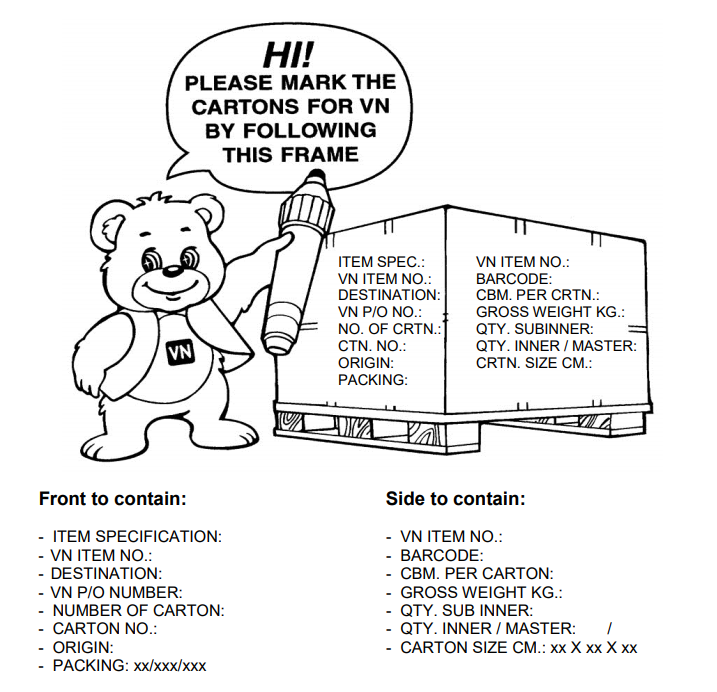 HI!
PLEASE MARK THE
CARTONS FOR VN
BY FOLLOWING
THIS FRAME
VN
ITEM SPEC.:
VN ITEM NO.:
DESTINATION:
VN P/O NO.:
NO. OF CRTN.:
CTN. NO.:
ORIGIN:
PACKING:
VN ITEM NO.:
BARCODE:
CBM. PER CRTN.:
GROSS WEIGHT KG.:
QTY. SUBINNER:
QTY. INNER / MASTER:
CRTN. SIZE CM.:
Front to contain:
- ITEM SPECIFICATION:
- VN ITEM NO.:
- DESTINATION:
- VN P/O NUMBER:
- NUMBER OF CARTON:
- CARTON NO.:
- ORIGIN:
- PACKING: xx/xxx/xxx
Side to contain:
- VN ITEM NO.:
- BARCODE:
- CBM. PER CARTON:
- GROSS WEIGHT KG.:
- QTY. SUB INNER:
- QTY. INNER / MASTER: /
- CARTON SIZE CM.: xx X xx X xx